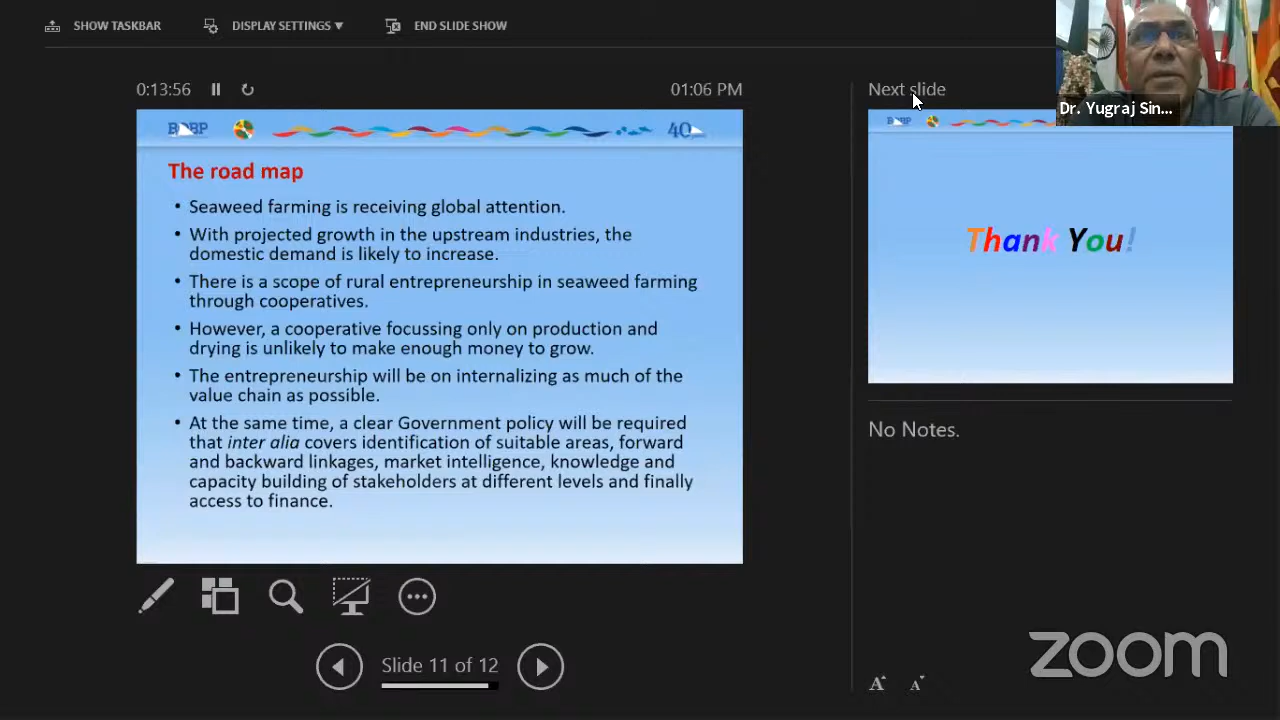 SHOW TASKBAR DISPLAY SETTINGS ▼ END SLIDE SHOW
0:13:56 01:06 PM
BOBP 40
The road map
• Seaweed farming is receiving global attention.
• With projected growth in the upstream industries, the
domestic demand is likely to increase.
• There is a scope of rural entrepreneurship in seaweed farming
through cooperatives.
• However, a cooperative focussing only on production and
drying is unlikely to make enough money to grow.
• The entrepreneurship will be on internalizing as much of the
value chain as possible.
• At the same time, a clear Government policy will be required
that inter alia covers identification of suitable areas, forward
and backward linkages, market intelligence, knowledge and
capacity building of stakeholders at different levels and finally
access to finance.
Slide 11 of 12
Next slide
Dr. Yugraj Sin...
BOBP
Thank You!
No Notes.
A A
zoom